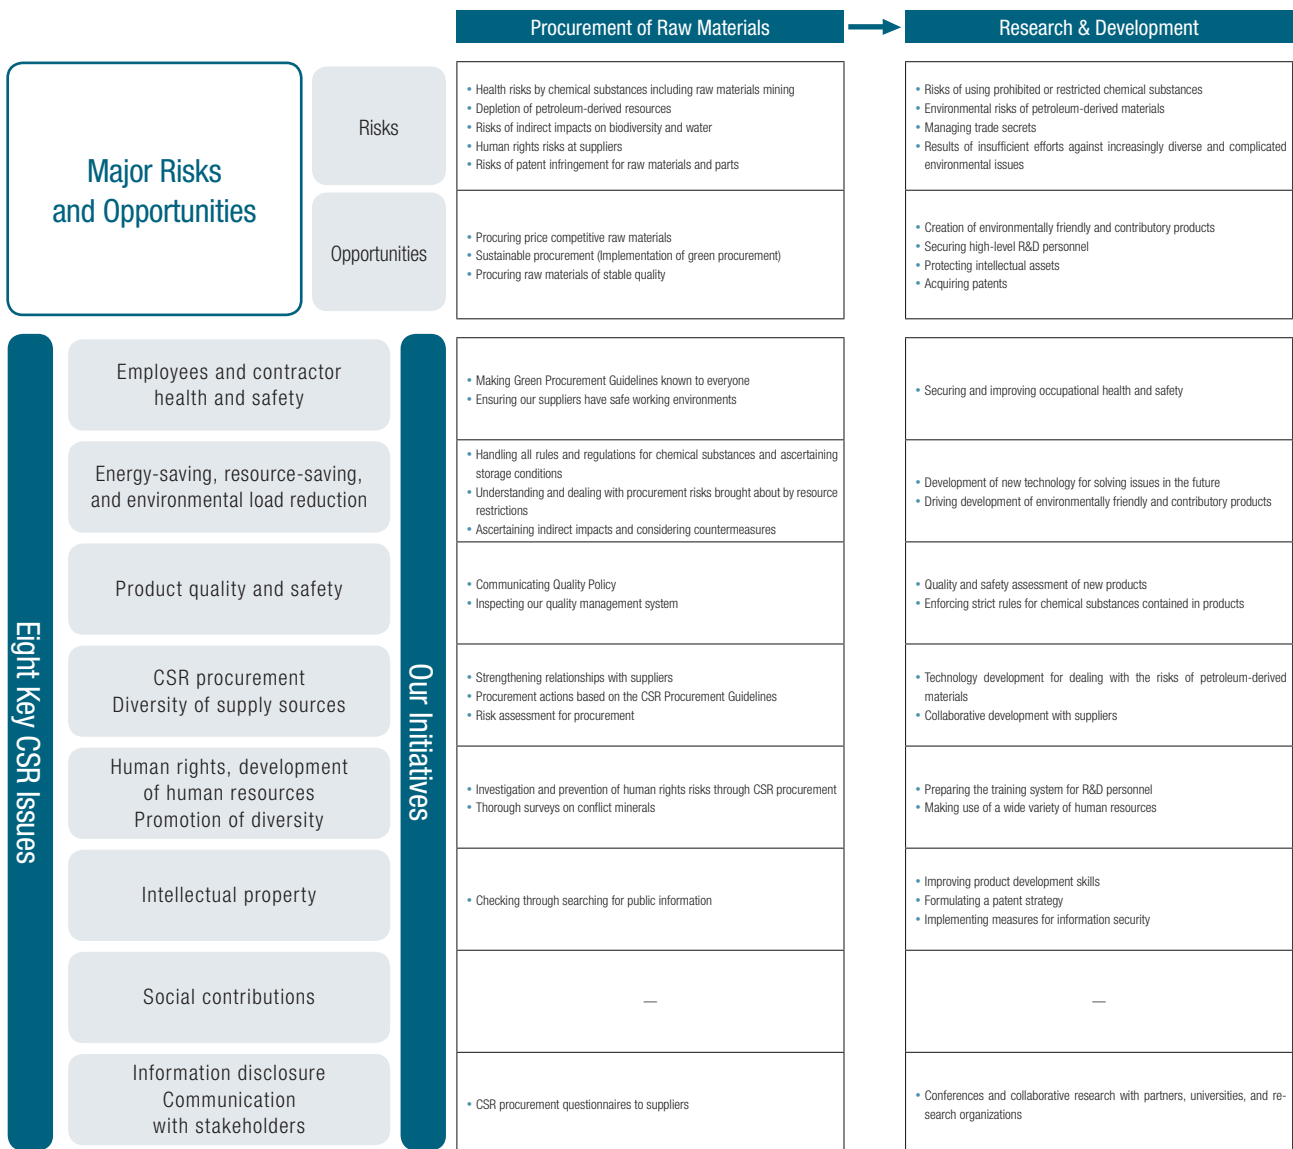 Procurement of Raw Materials
Research & Development
Major Risks
and Opportunities
Risks
• Health risks by chemical substances including raw materials mining
• Depletion of petroleum-derived resources
• Risks of indirect impacts on biodiversity and water
• Human rights risks at suppliers
• Risks of patent infringement for raw materials and parts
• Risks of using prohibited or restricted chemical substances
• Environmental risks of petroleum-derived materials
• Managing trade secrets
• Results of insufficient efforts against increasingly diverse and complicated
environmental issues
Opportunities
• Procuring price competitive raw materials
• Sustainable procurement (Implementation of green procurement)
• Procuring raw materials of stable quality
• Creation of environmentally friendly and contributory products
• Securing high-level R&D personnel
• Protecting intellectual assets
• Acquiring patents
Eight Key CSR Issues
Our Initiatives
Employees and contractor
health and safety
• Making Green Procurement Guidelines known to everyone
• Ensuring our suppliers have safe working environments
• Securing and improving occupational health and safety
Energy-saving, resource-saving,
and environmental load reduction
• Handling all rules and regulations for chemical substances and ascertaining
storage conditions
• Understanding and dealing with procurement risks brought about by resource
restrictions
• Ascertaining indirect impacts and considering countermeasures
• Development of new technology for solving issues in the future
• Driving development of environmentally friendly and contributory products
Product quality and safety
• Communicating Quality Policy
• Inspecting our quality management system
• Quality and safety assessment of new products
• Enforcing strict rules for chemical substances contained in products
CSR procurement
Diversity of supply sources
• Strengthening relationships with suppliers
• Procurement actions based on the CSR Procurement Guidelines
• Risk assessment for procurement
• Technology development for dealing with the risks of petroleum-derived
materials
• Collaborative development with suppliers
Human rights, development
of human resources
Promotion of diversity
• Investigation and prevention of human rights risks through CSR procurement
• Thorough surveys on conflict minerals
• Preparing the training system for R&D personnel
• Making use of a wide variety of human resources
Intellectual property
• Checking through searching for public information
• Improving product development skills
• Formulating a patent strategy
• Implementing measures for information security
Social contributions
—
—
Information disclosure
Communication
with stakeholders
• CSR procurement questionnaires to suppliers
• Conferences and collaborative research with partners, universities, and re-
search organizations